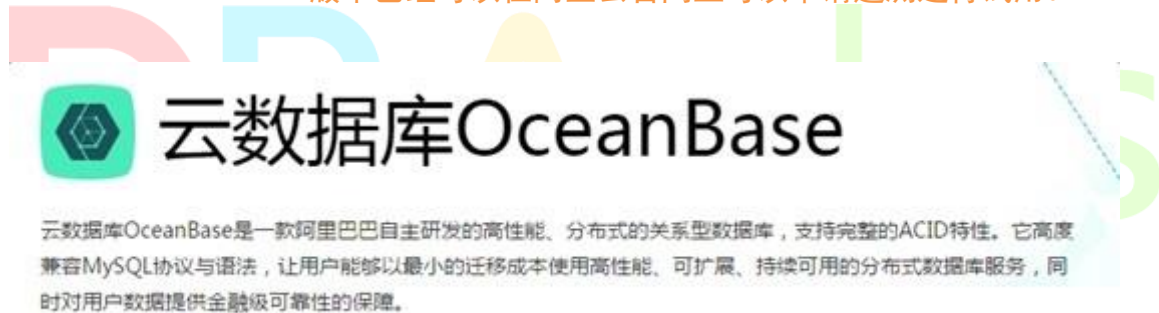 云数据库OceanBase
云数据库OceanBase是一款阿里巴巴自主研发的高性能、分布式的关系型数据库，支持完整的ACID特性。它高度
兼容MySQL协议与语法，让用户能够以最小的迁移成本使用高性能、可扩展、持续可用的分布式数据库服务，同
时对用户数据提供金融级可靠性的保障。